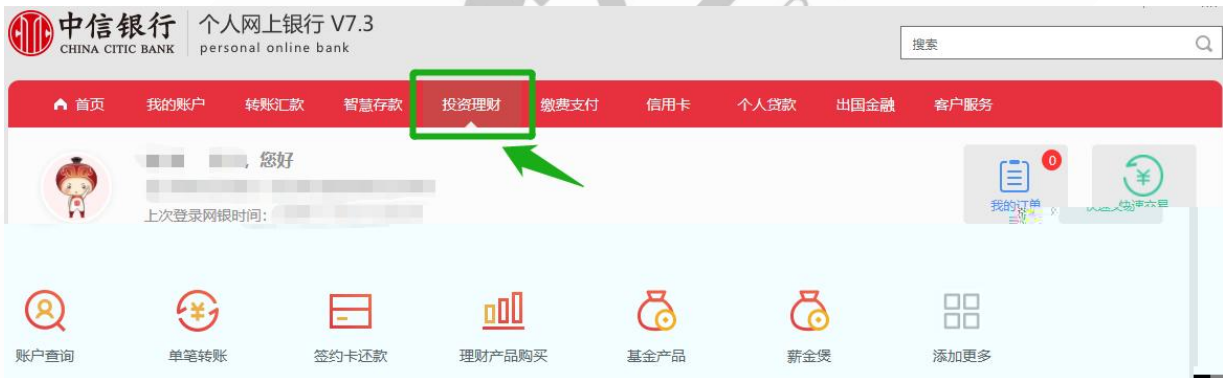 中信银行
CHINA CITIC BANK
个人网上银行 V7.3
personal online bank
搜索
首页 我的账户 转账汇款 智慧存款 投资理财 缴费支付 信用卡 个人贷款 出国金融 客户服务
，您好
0
上次登录网银时间：
我的订单
账户查询 单笔转账 签约卡还款 理财产品购买 基金产品 薪金煲 添加更多